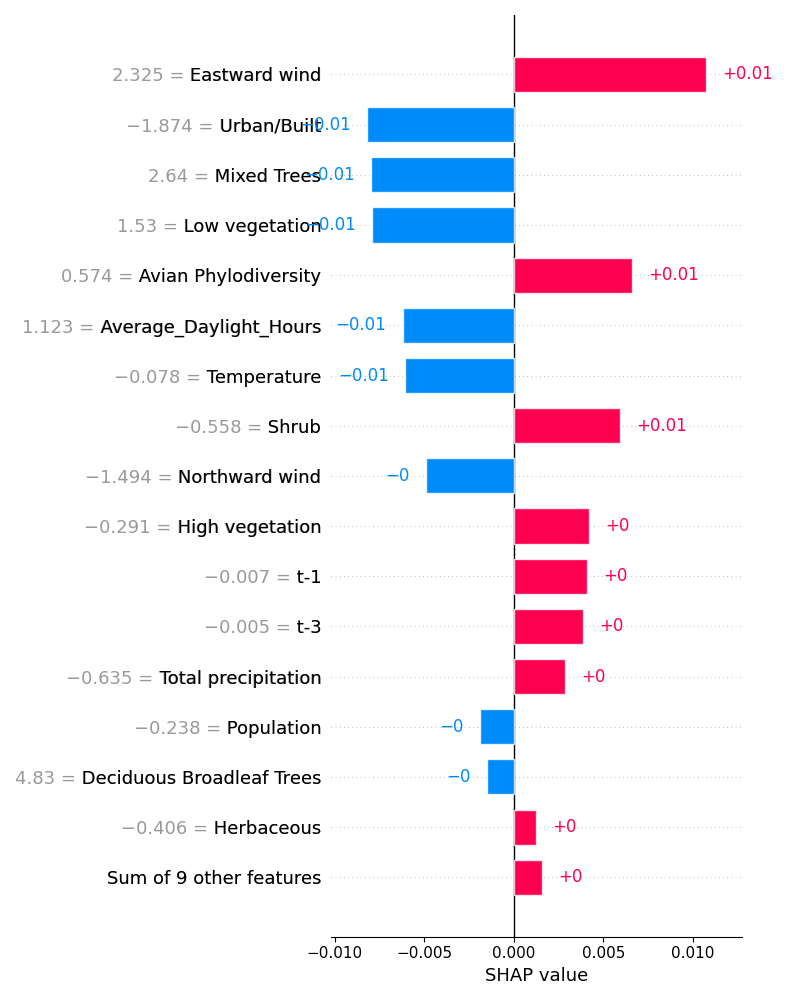 2.325 = Eastward wind +0.01
−1.874 = Urban/Built −0.01
2.64 = Mixed Trees −0.01
1.53 = Low vegetation −0.01
0.574 = Avian Phylodiversity +0.01
1.123 = Average_Daylight_Hours −0.01
−0.078 = Temperature −0.01
−0.558 = Shrub +0.01
−1.494 = Northward wind −0
−0.291 = High vegetation +0
−0.007 = t-1 +0
−0.005 = t-3 +0
−0.635 = Total precipitation +0
−0.238 = Population −0
4.83 = Deciduous Broadleaf Trees −0
−0.406 = Herbaceous +0
Sum of 9 other features +0
−0.010 −0.005 0.000 0.005 0.010
SHAP value